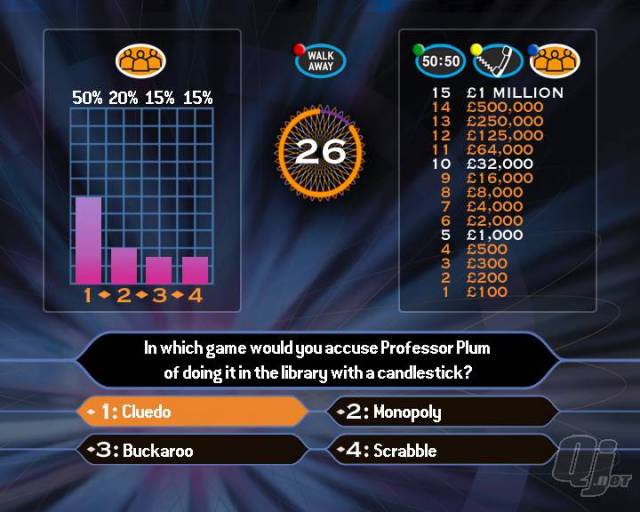 WALK
AWAY
50:50
50% 20% 15% 15%
15 £1 MILLION
14 £500,000
13 £250,000
12 £125,000
11 £64,000
10 £32,000
9 £16,000
8 £8,000
7 £4,000
6 £2,000
5 £1,000
4 £500
3 £300
2 £200
1 £100
26
1 2 3 4
In which game would you accuse Professor Plum
of doing it in the library with a candlestick?
1: Cluedo
2: Monopoly
3: Buckaroo
4: Scrabble
Qj.net